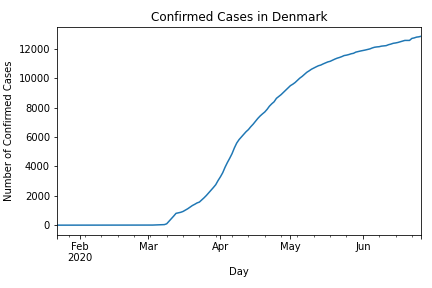 Confirmed Cases in Denmark
Number of Confirmed Cases
12000
10000
8000
6000
4000
2000
0
Feb Mar Apr May Jun
2020
Day